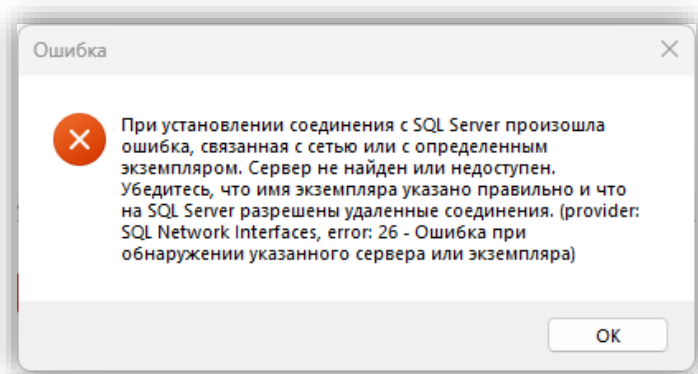 Ошибка
При установлении соединения с SQL Server произошла
ошибка, связанная с сетью или с определенным
экземпляром. Сервер не найден или недоступен.
Убедитесь, что имя экземпляра указано правильно и что
на SQL Server разрешены удаленные соединения. (provider:
SQL Network Interfaces, error: 26 - Ошибка при
обнаружении указанного сервера или экземпляра)
ОК